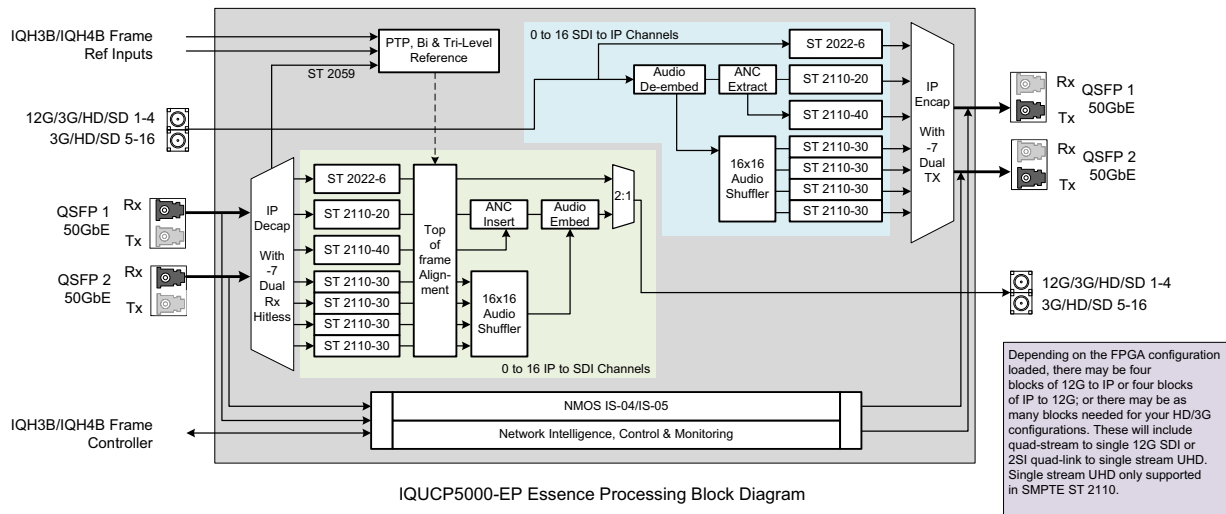 IQH3B/IQH4B Frame
Ref Inputs
ST 2059
PTP, Bi & Tri-Level
Reference
12G/3G/HD/SD 1-4
3G/HD/SD 5-16
0 to 16 SDI to IP Channels
Audio
De-embed
ANC
Extract
ST 2022-6
ST 2110-20
ST 2110-40
16x16
Audio
Shuffler
ST 2110-30
ST 2110-30
ST 2110-30
ST 2110-30
IP
Encap
With
-7
Dual
TX
Rx
QSFP 1
50GbE
Tx
Rx
QSFP 2
50GbE
Tx
QSFP 1
50GbE
Rx
Tx
QSFP 2
50GbE
Rx
Tx
IP
Decap
With
-7
Dual
Rx
Hitless
ST 2022-6
ST 2110-20
ST 2110-40
ST 2110-30
ST 2110-30
ST 2110-30
ST 2110-30
Top
of
frame
Align-
ment
ANC
Insert
Audio
Embed
2:1
16x16
Audio
Shuffler
0 to 16 IP to SDI Channels
12G/3G/HD/SD 1-4
3G/HD/SD 5-16
IQH3B/IQH4B Frame
Controller
NMOS IS-04/IS-05
Network Intelligence, Control & Monitoring
Depending on the FPGA configuration
loaded, there may be four
blocks of 12G to IP or four blocks
of IP to 12G; or there may be as
many blocks needed for your HD/3G
configurations. These will include
quad-stream to single 12G SDI or
2SI quad-link to single stream UHD.
Single stream UHD only supported
in SMPTE ST 2110.
IQUCP5000-EP Essence Processing Block Diagram